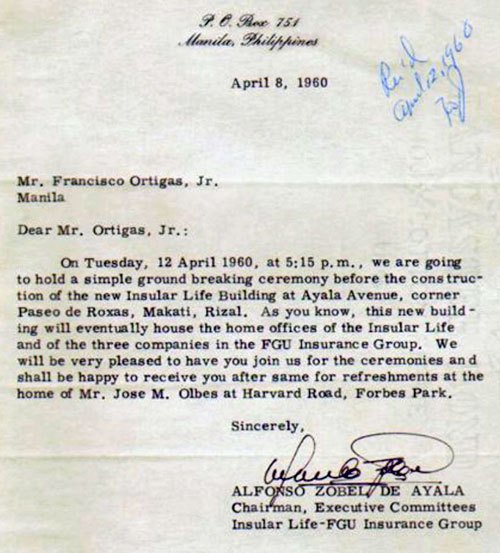 P. O. Box 751
Manila, Philippines
April 8, 1960
Rec'd
April 12, 1960
Mr. Francisco Ortigas, Jr.
Manila
Dear Mr. Ortigas, Jr.:
On Tuesday, 12 April 1960, at 5:15 p.m., we are going
to hold a simple ground breaking ceremony before the construc-
tion of the new Insular Life Building at Ayala Avenue, corner
Paseo de Roxas, Makati, Rizal. As you know, this new build-
ing will eventually house the home offices of the Insular Life
and of the three companies in the FGU Insurance Group. We
will be very pleased to have you join us for the ceremonies and
shall be happy to receive you after same for refreshments at the
home of Mr. Jose M. Olbes at Harvard Road, Forbes Park.
Sincerely,
ALFONSO ZOBEL DE AYALA
Chairman, Executive Committees
Insular Life-FGU Insurance Group